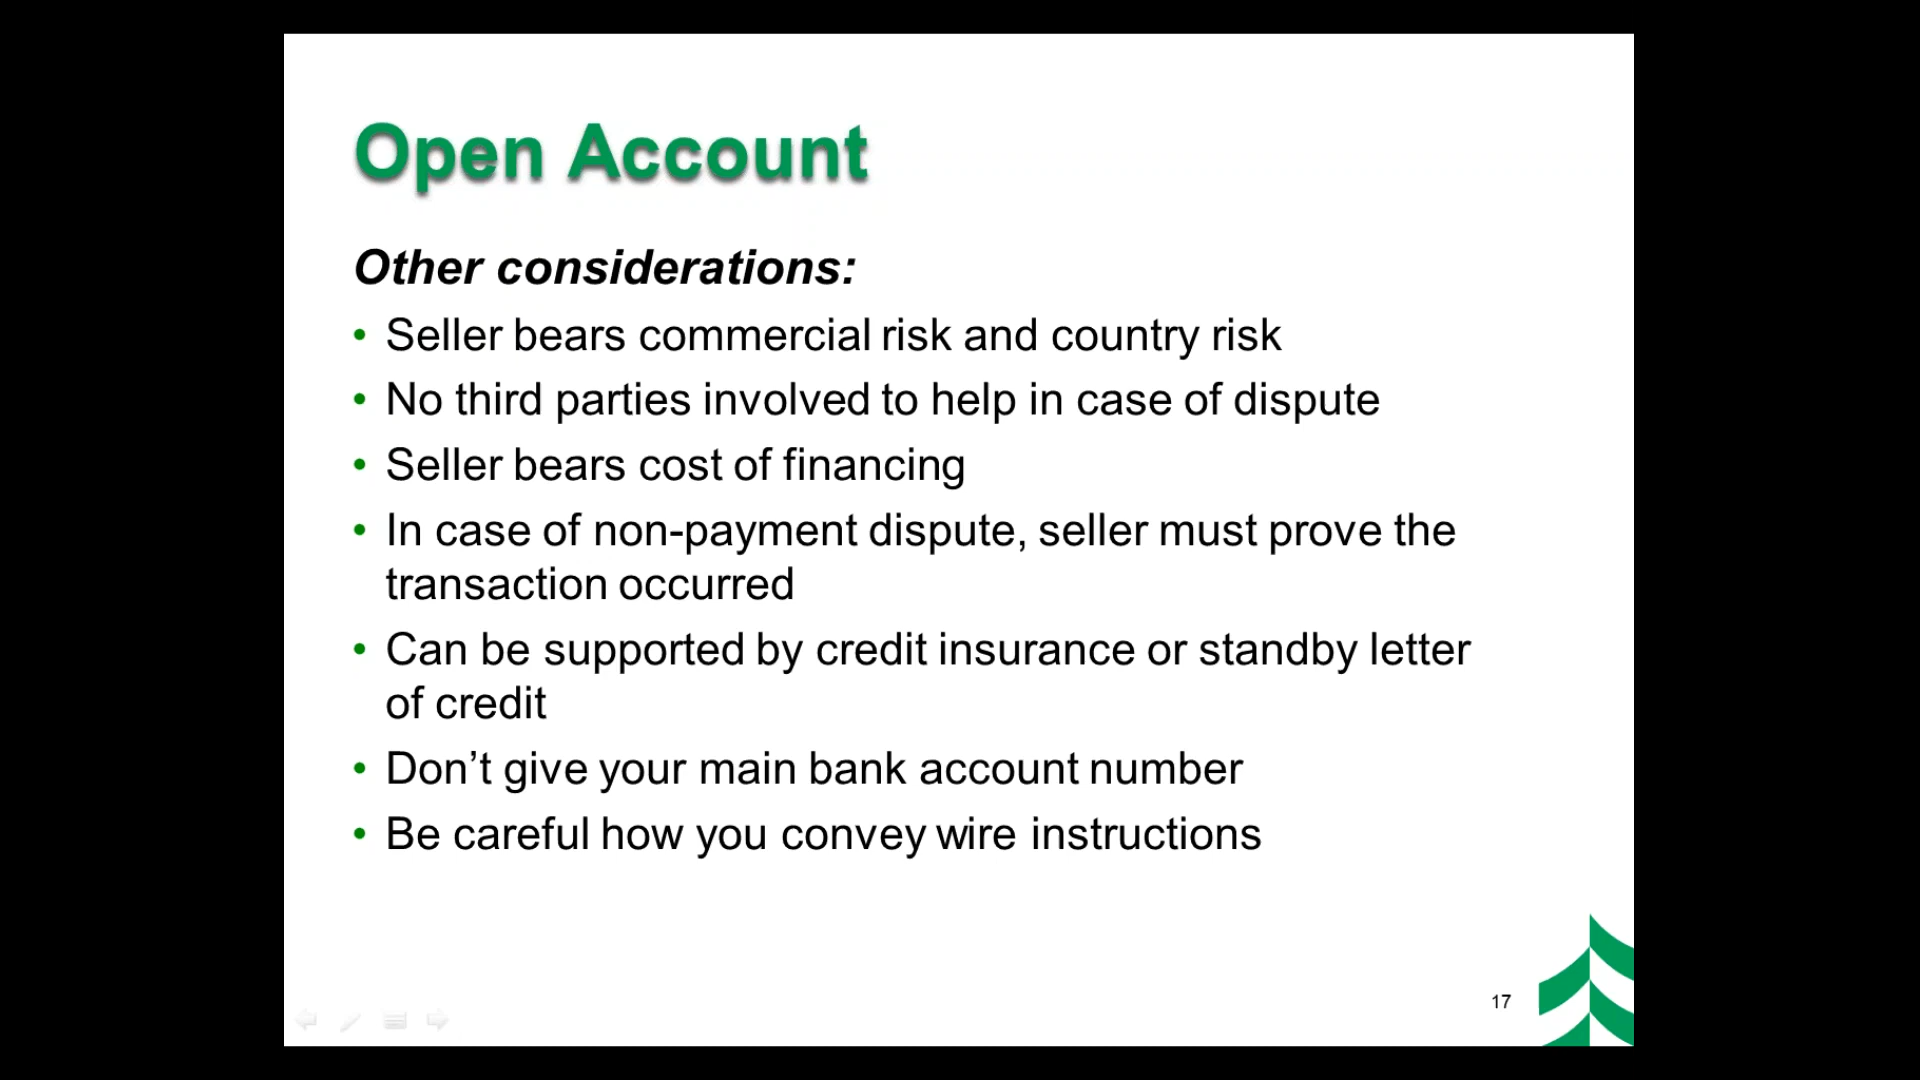 Open Account
Other considerations:
• Seller bears commercial risk and country risk
• No third parties involved to help in case of dispute
• Seller bears cost of financing
• In case of non-payment dispute, seller must prove the
transaction occurred
• Can be supported by credit insurance or standby letter
of credit
• Don’t give your main bank account number
• Be careful how you convey wire instructions
17